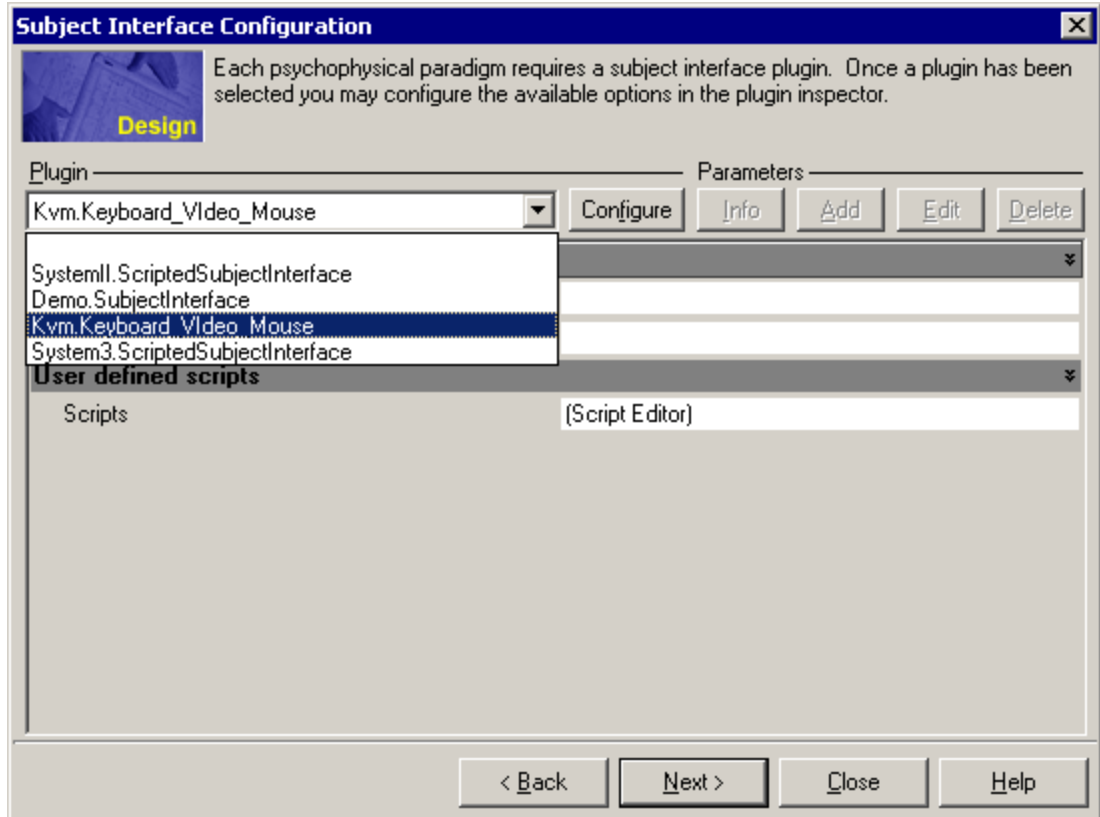 Subject Interface Configuration
Each psychophysical paradigm requires a subject interface plugin.  Once a plugin has been
selected you may configure the available options in the plugin inspector.
Design
Plugin
Parameters
Kvm.Keyboard_VIdeo_Mouse
Configure
Info
Add
Edit
Delete
SystemII.ScriptedSubjectInterface
Demo.SubjectInterface
Kvm.Keyboard_VIdeo_Mouse
System3.ScriptedSubjectInterface
User defined scripts
Scripts
(Script Editor)
< Back
Next >
Close
Help